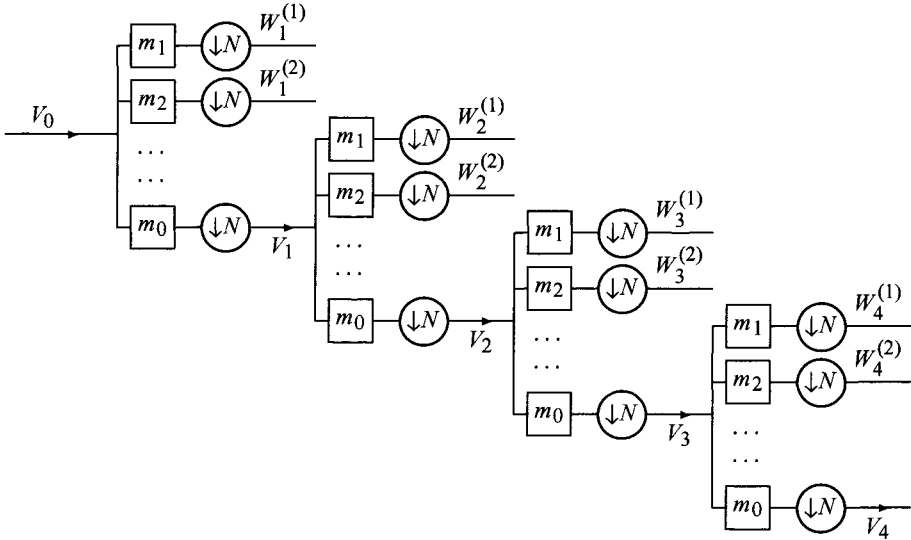 m₁ ↓N W₁⁽¹⁾
m₂ ↓N W₁⁽²⁾
V₀
...
...
m₀ ↓N V₁
m₁ ↓N W₂⁽¹⁾
m₂ ↓N W₂⁽²⁾
...
...
m₀ ↓N V₂
m₁ ↓N W₃⁽¹⁾
m₂ ↓N W₃⁽²⁾
...
...
m₀ ↓N V₃
m₁ ↓N W₄⁽¹⁾
m₂ ↓N W₄⁽²⁾
...
...
m₀ ↓N V₄